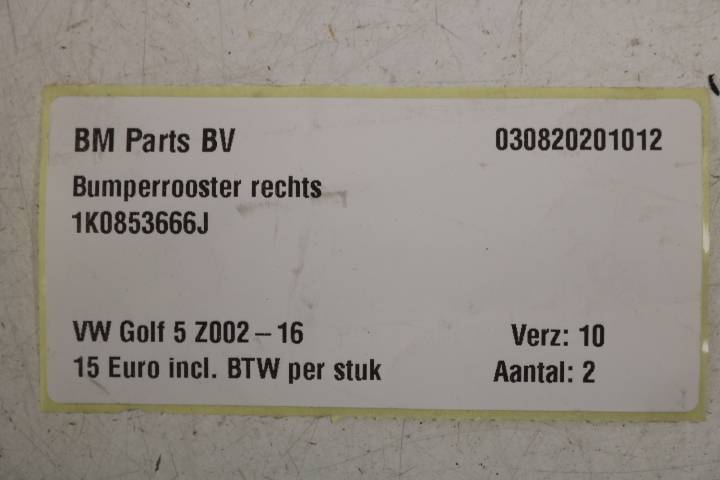 BM Parts BV 030820201012
Bumperrooster rechts
1K0853666J
VW Golf 5 Z002 – 16 Verz: 10
15 Euro incl. BTW per stuk Aantal: 2